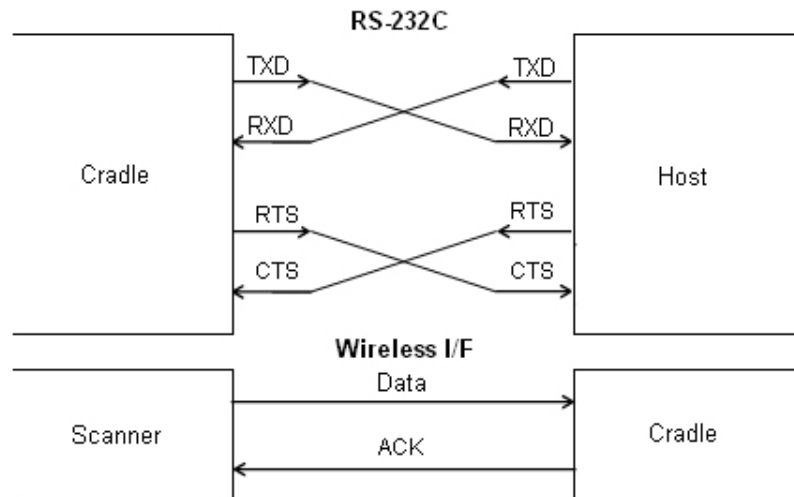 RS-232C
TXD TXD
RXD RXD
Cradle Host
RTS RTS
CTS CTS
Wireless I/F
Data
Scanner Cradle
ACK